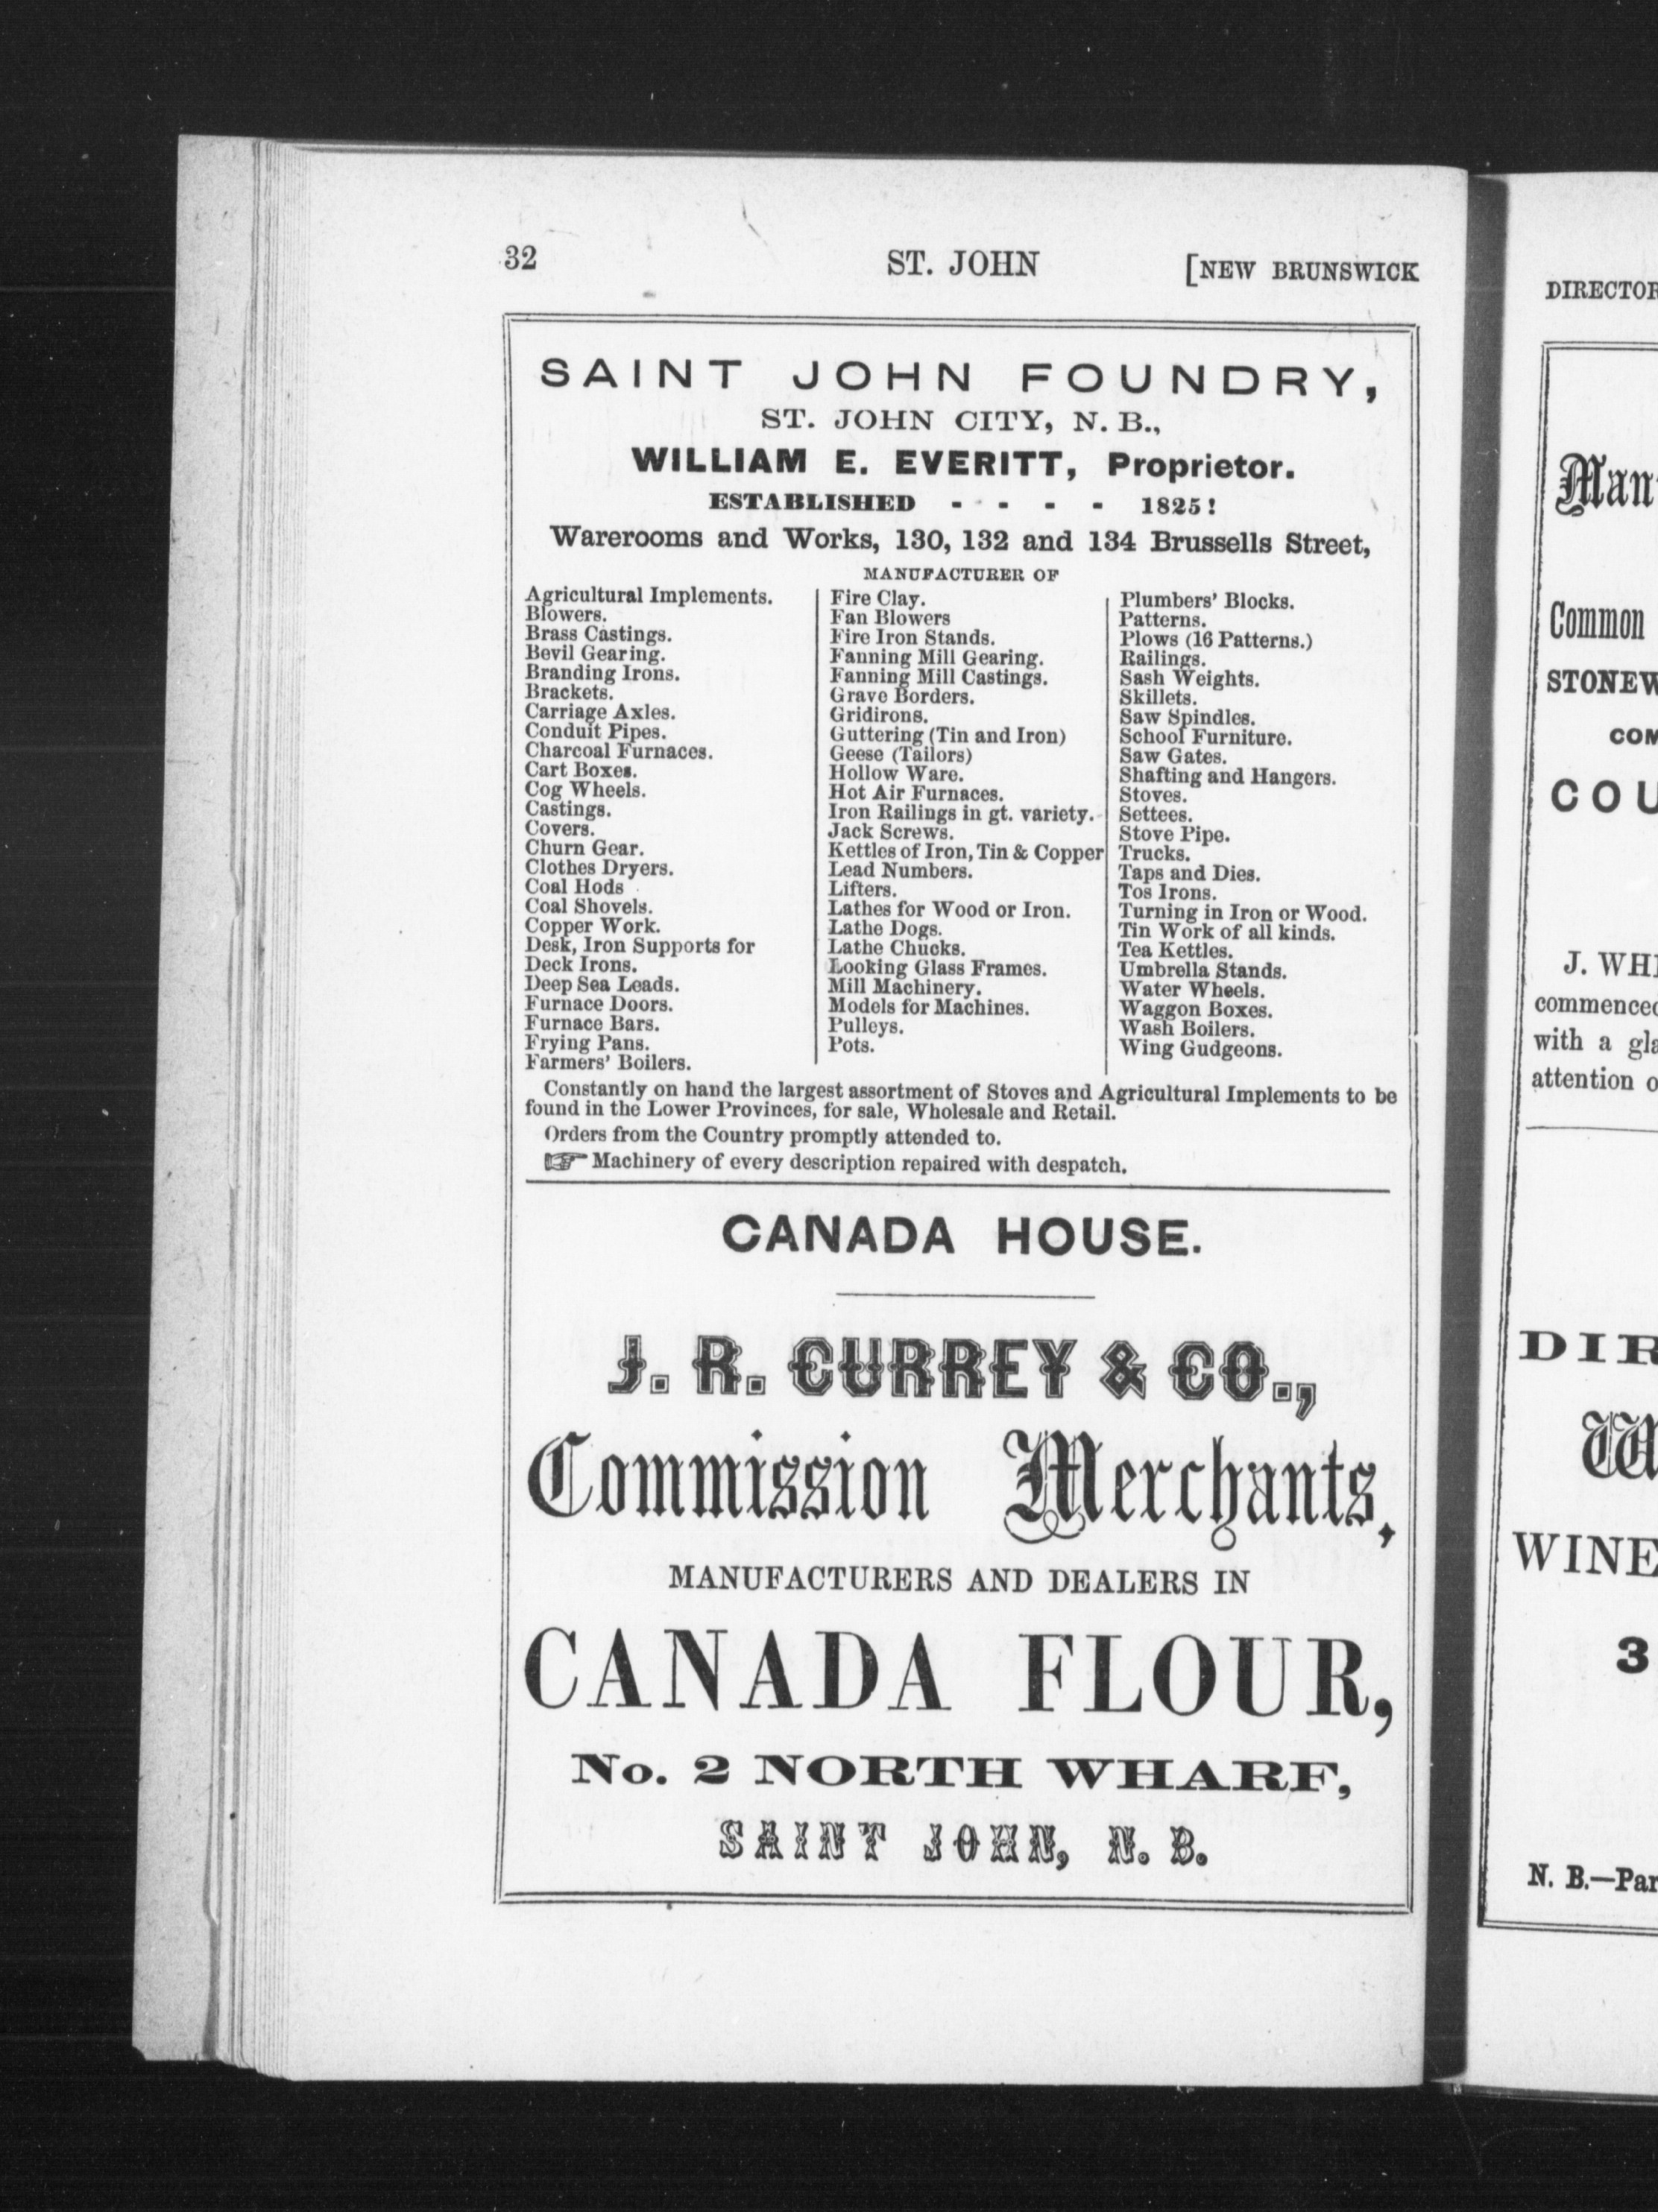 32 ST. JOHN [NEW BRUNSWICK
SAINT JOHN FOUNDRY,
ST. JOHN CITY, N. B.,
WILLIAM E. EVERITT, Proprietor.
ESTABLISHED - - - - 1825!
Warerooms and Works, 130, 132 and 134 Brussells Street,
MANUFACTURER OF
Agricultural Implements.
Blowers.
Brass Castings.
Bevil Gearing.
Branding Irons.
Brackets.
Carriage Axles.
Conduit Pipes.
Charcoal Furnaces.
Cart Boxes.
Cog Wheels.
Castings.
Covers.
Churn Gear.
Clothes Dryers.
Coal Hods
Coal Shovels.
Copper Work.
Desk, Iron Supports for
Deck Irons.
Deep Sea Leads.
Furnace Doors.
Furnace Bars.
Frying Pans.
Farmers' Boilers.
Fire Clay.
Fan Blowers
Fire Iron Stands.
Fanning Mill Gearing.
Fanning Mill Castings.
Grave Borders.
Gridirons.
Guttering (Tin and Iron)
Geese (Tailors)
Hollow Ware.
Hot Air Furnaces.
Iron Railings in gt. variety.
Jack Screws.
Kettles of Iron, Tin & Copper
Lead Numbers.
Lifters.
Lathes for Wood or Iron.
Lathe Dogs.
Lathe Chucks.
Looking Glass Frames.
Mill Machinery.
Models for Machines.
Pulleys.
Pots.
Plumbers' Blocks.
Patterns.
Plows (16 Patterns.)
Railings.
Sash Weights.
Skillets.
Saw Spindles.
School Furniture.
Saw Gates.
Shafting and Hangers.
Stoves.
Settees.
Stove Pipe.
Trucks.
Taps and Dies.
Tos Irons.
Turning in Iron or Wood.
Tin Work of all kinds.
Tea Kettles.
Umbrella Stands.
Water Wheels.
Waggon Boxes.
Wash Boilers.
Wing Gudgeons.
Constantly on hand the largest assortment of Stoves and Agricultural Implements to be
found in the Lower Provinces, for sale, Wholesale and Retail.
Orders from the Country promptly attended to.
☞ Machinery of every description repaired with despatch.
CANADA HOUSE.
J. R. CURREY & CO.,
Commission Merchants,
MANUFACTURERS AND DEALERS IN
CANADA FLOUR,
No. 2 NORTH WHARF,
SAINT JOHN, N. B.
Common
J.
commenced
with a
attention
3
N. B.—